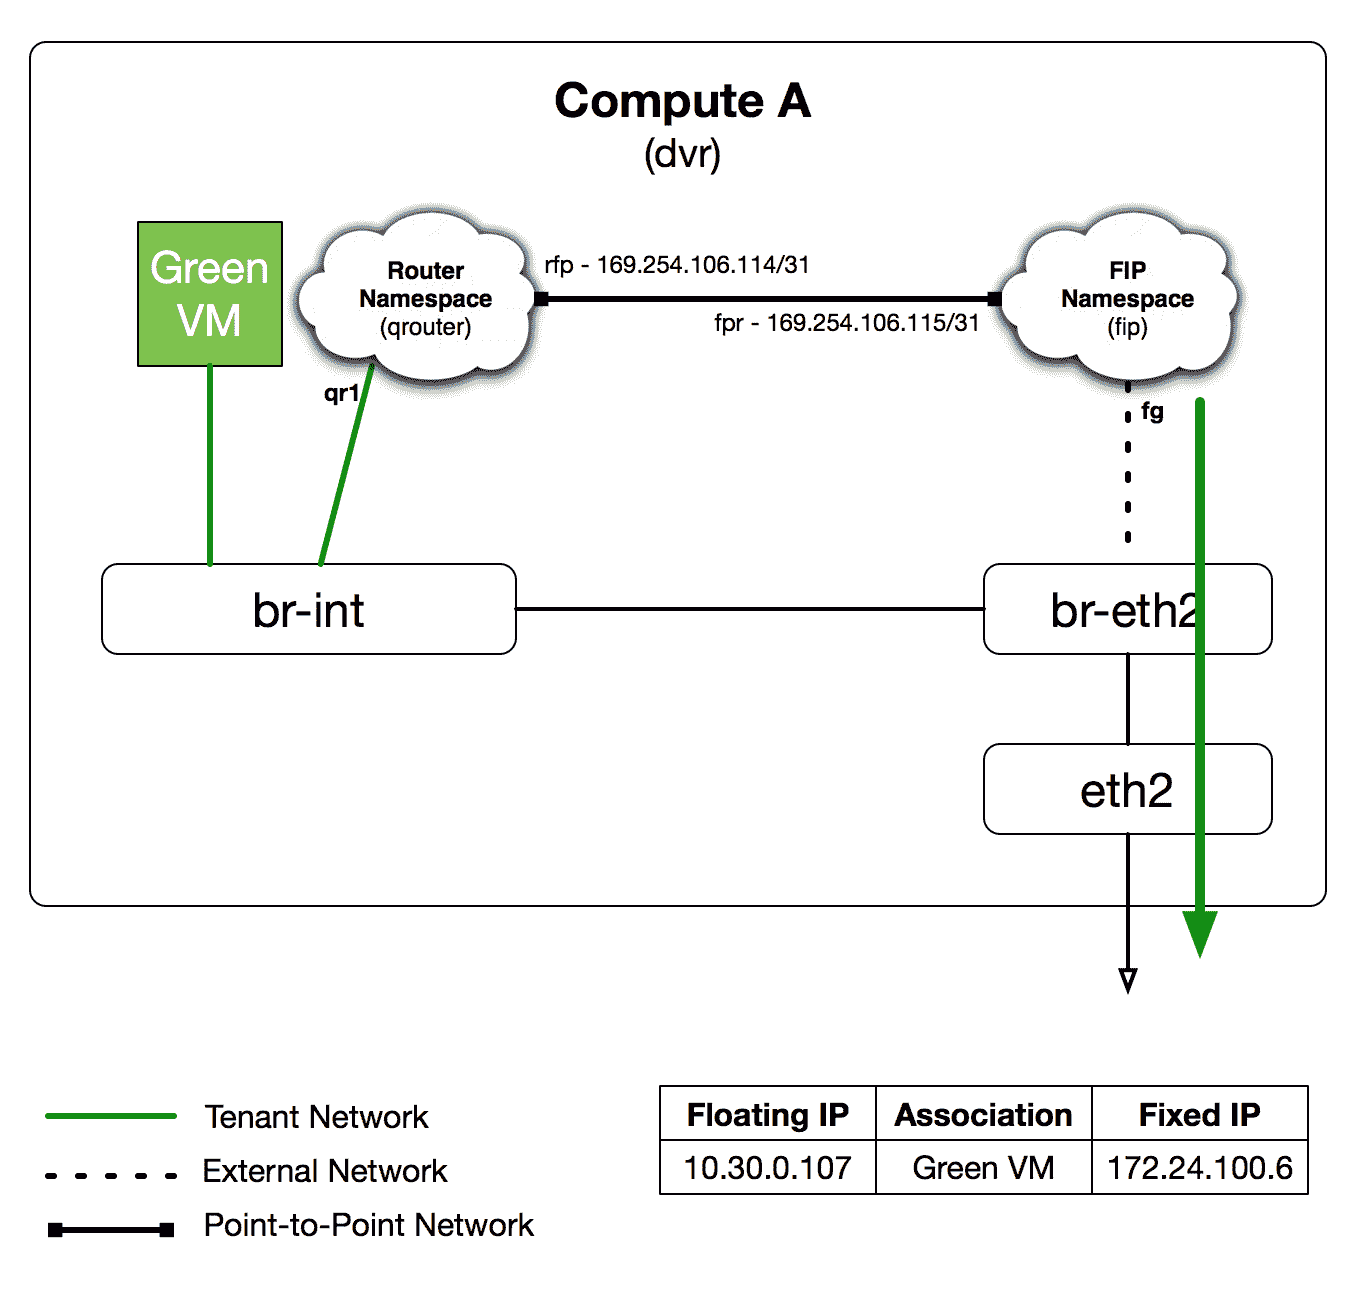 Compute A
(dvr)
Green
VM
Router
Namespace
(qrouter)
rfp - 169.254.106.114/31
fpr - 169.254.106.115/31
FIP
Namespace
(fip)
qr1
fg
br-int
br-eth2
eth2
Tenant Network
External Network
Point-to-Point Network
Floating IP Association Fixed IP
10.30.0.107 Green VM 172.24.100.6